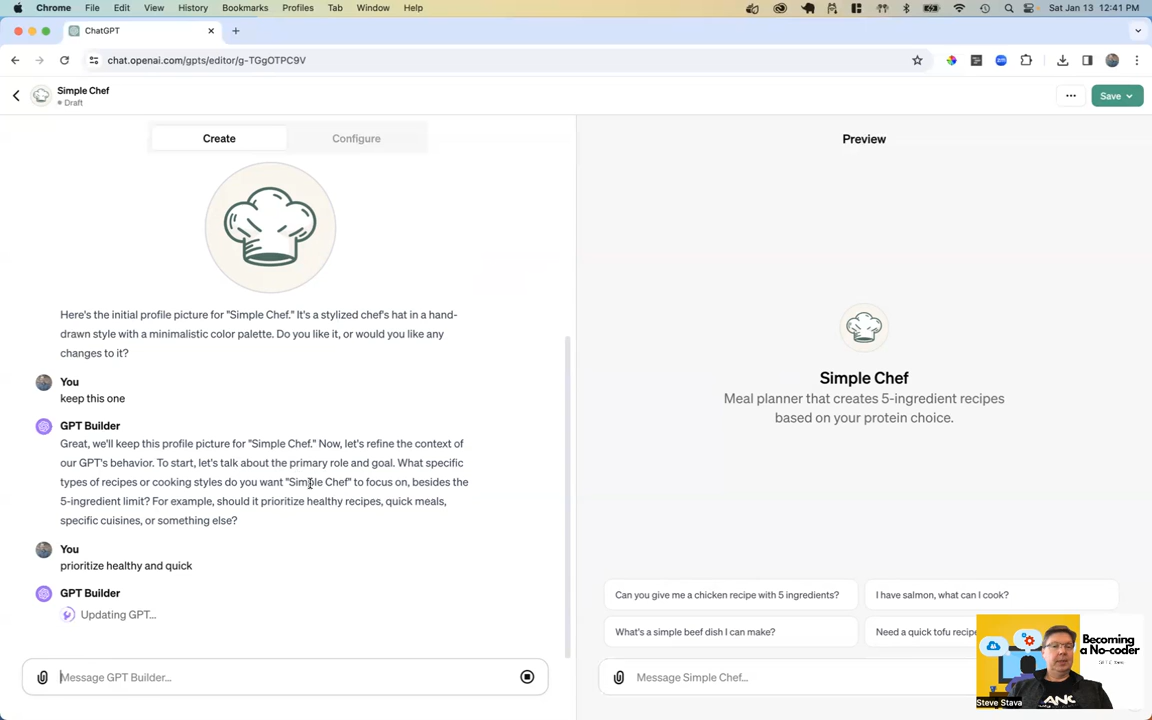 Chrome File Edit View History Bookmarks Profiles Tab Window Help Sat Jan 13 12:41 PM
ChatGPT
chat.openai.com/gpts/editor/g-TGgOTPC9V
Simple Chef
Draft
Save
Create Configure
Preview
Here's the initial profile picture for "Simple Chef." It's a stylized chef's hat in a hand-
drawn style with a minimalistic color palette. Do you like it, or would you like any
changes to it?
You
keep this one
GPT Builder
Great, we'll keep this profile picture for "Simple Chef." Now, let's refine the context of
our GPT's behavior. To start, let's talk about the primary role and goal. What specific
types of recipes or cooking styles do you want "Simple Chef" to focus on, besides the
5-ingredient limit? For example, should it prioritize healthy recipes, quick meals,
specific cuisines, or something else?
You
prioritize healthy and quick
GPT Builder
Updating GPT...
Message GPT Builder...
Simple Chef
Meal planner that creates 5-ingredient recipes
based on your protein choice.
Can you give me a chicken recipe with 5 ingredients?
I have salmon, what can I cook?
What's a simple beef dish I can make?
Need a quick tofu recipe
Message Simple Chef...
Becoming
a No-coder
Steve Stava